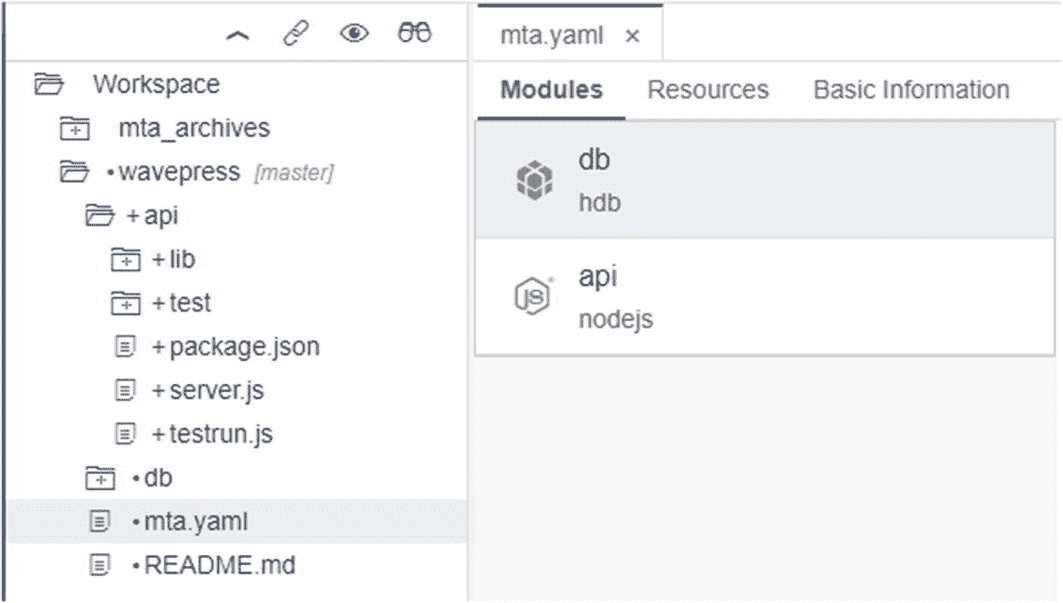 Workspace
mta_archives
•wavepress [master]
+api
+lib
+test
+package.json
+server.js
+testrun.js
•db
•mta.yaml
•README.md
mta.yaml ×
Modules Resources Basic Information
db
hdb
JS
api
nodejs